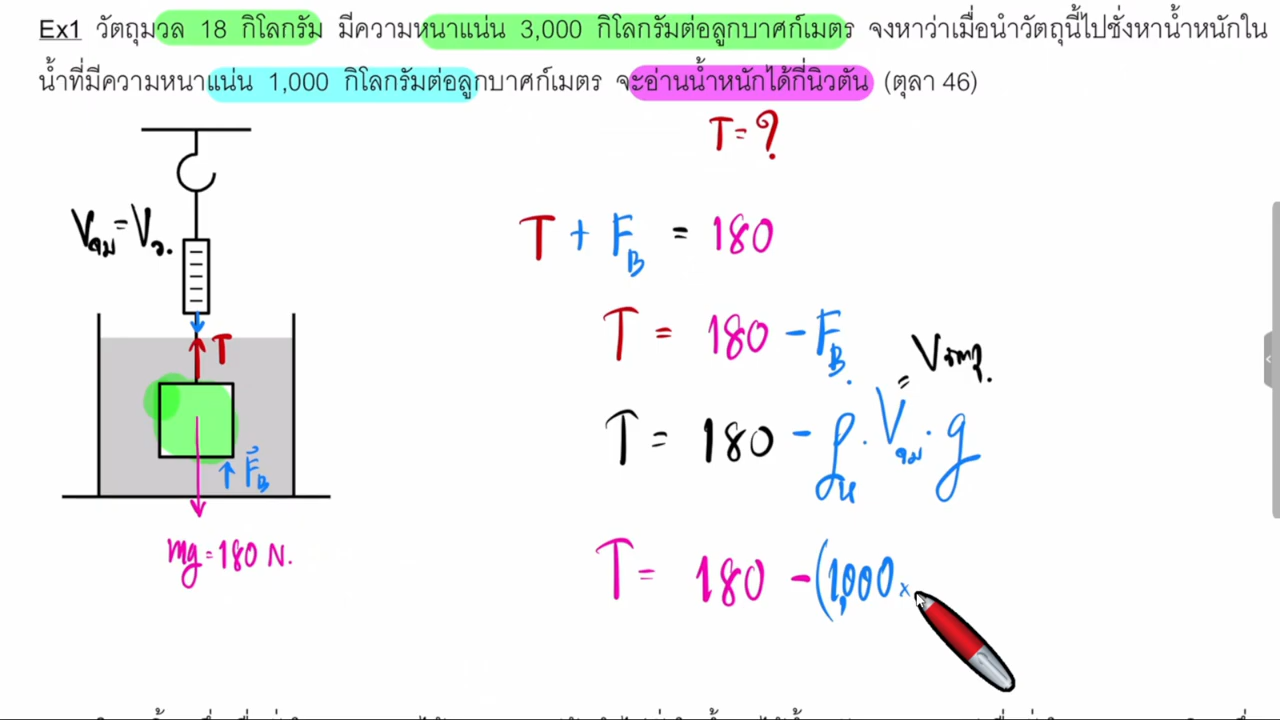 Ex1 วัตถุมวล 18 กิโลกรัม มีความหนาแน่น 3,000 กิโลกรัมต่อลูกบาศก์เมตร จงหาว่าเมื่อนำวัตถุนี้ไปชั่งหาน้ำหนักใน
น้ำที่มีความหนาแน่น 1,000 กิโลกรัมต่อลูกบาศก์เมตร จะอ่านน้ำหนักได้กี่นิวตัน (ตุลา 46)
T = ?
V จม = V ว.
T + F B = 180
T
T = 180 - F B
V
T = 180 - ρ น . V จม . g
F B
mg = 180 N.
T = 180 - (1,000 ×